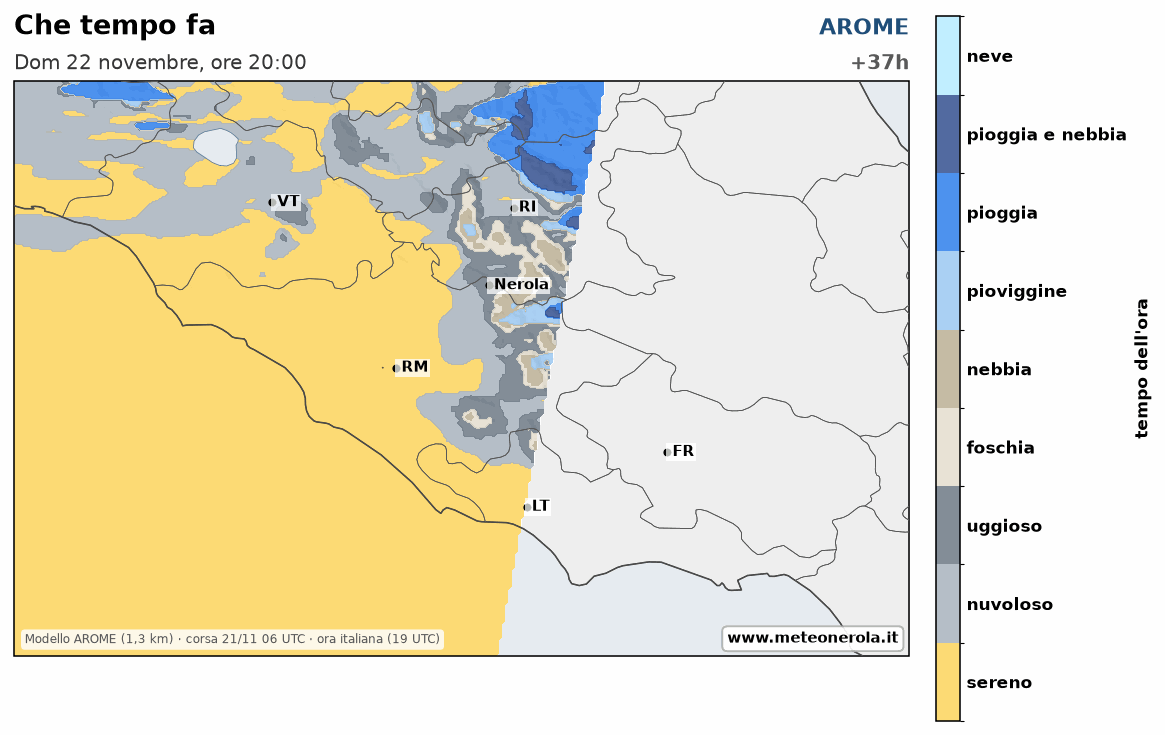 Che tempo fa
AROME
Dom 22 novembre, ore 20:00
+37h
neve
pioggia e nebbia
pioggia
pioviggine
nebbia
foschia
uggioso
nuvoloso
sereno
tempo dell'ora
VT
RI
Nerola
RM
FR
LT
Modello AROME (1,3 km) · corsa 21/11 06 UTC · ora italiana (19 UTC)
www.meteonerola.it